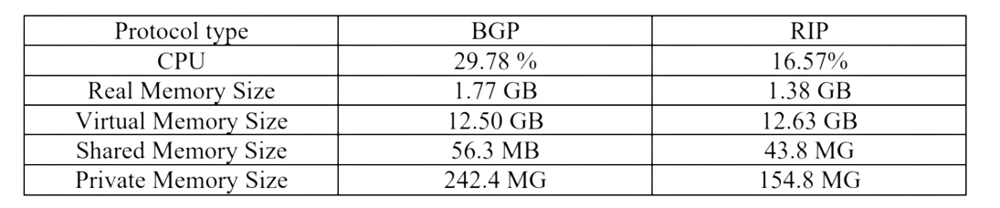 Protocol type BGP RIP
CPU 29.78 % 16.57%
Real Memory Size 1.77 GB 1.38 GB
Virtual Memory Size 12.50 GB 12.63 GB
Shared Memory Size 56.3 MB 43.8 MG
Private Memory Size 242.4 MG 154.8 MG